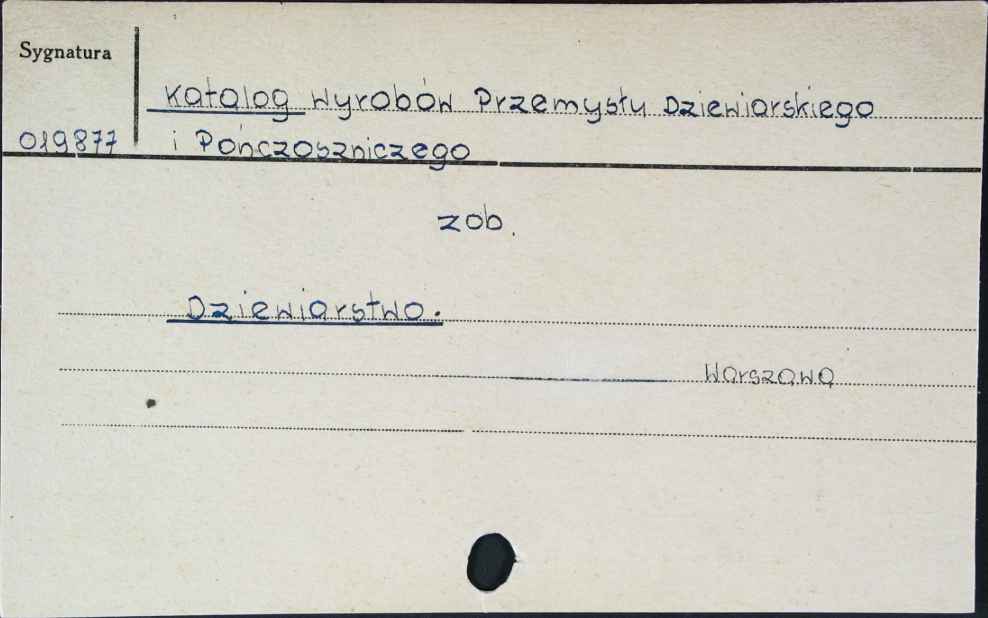 Sygnatura
Katalog wyrobów Przemysłu Dziewiarskiego
019877 i Pończoszniczego
zob.
Dziewiarstwo.
Warszawa